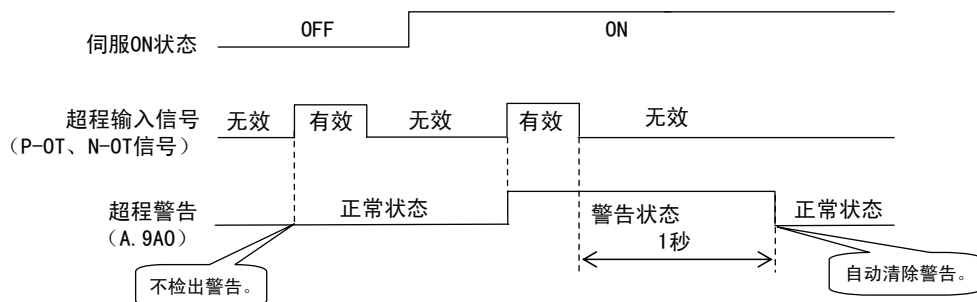 OFF
ON
伺服ON状态
超程输入信号
（P-OT、N-OT信号）
无效
有效
无效
有效
无效
超程警告
（A.9A0）
正常状态
警告状态
1秒
正常状态
不检出警告。
自动清除警告。